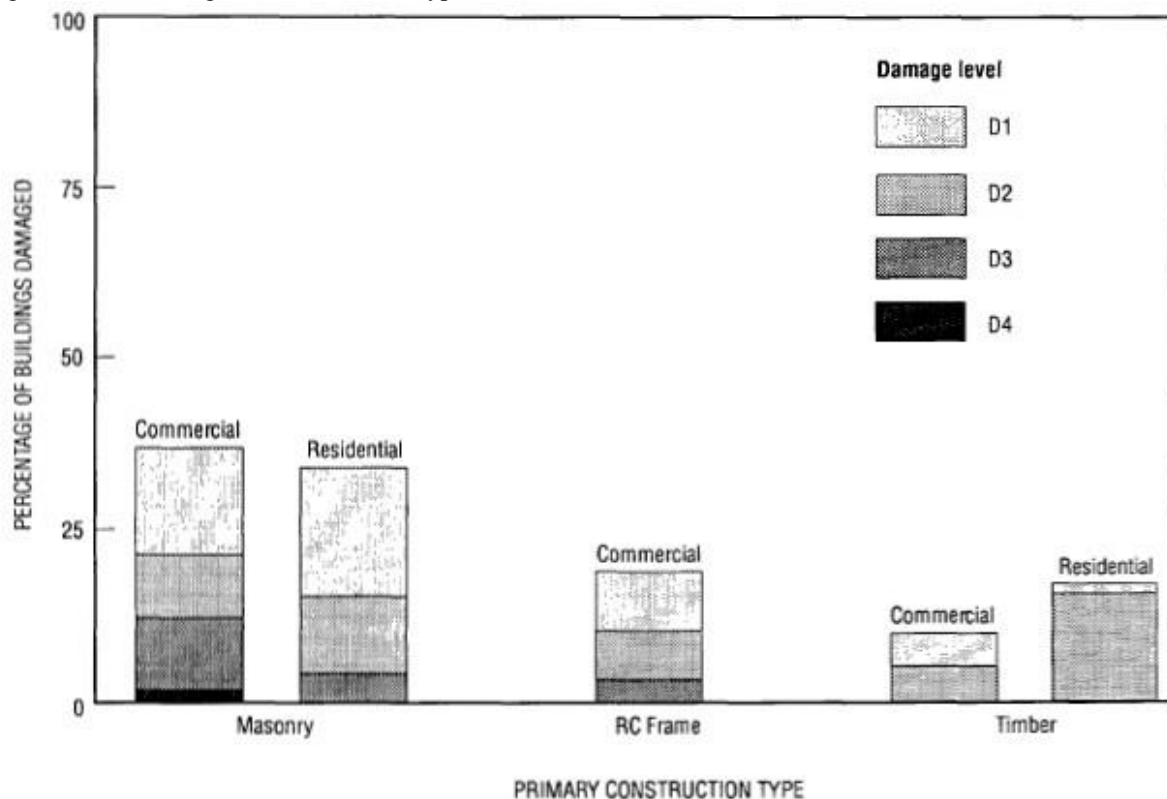 100
Damage level
D1
75
D2
D3
D4
50
PERCENTAGE OF BUILDINGS DAMAGED
Commercial
Residential
25
Commercial
Residential
Commercial
0
Masonry
RC Frame
Timber
PRIMARY CONSTRUCTION TYPE